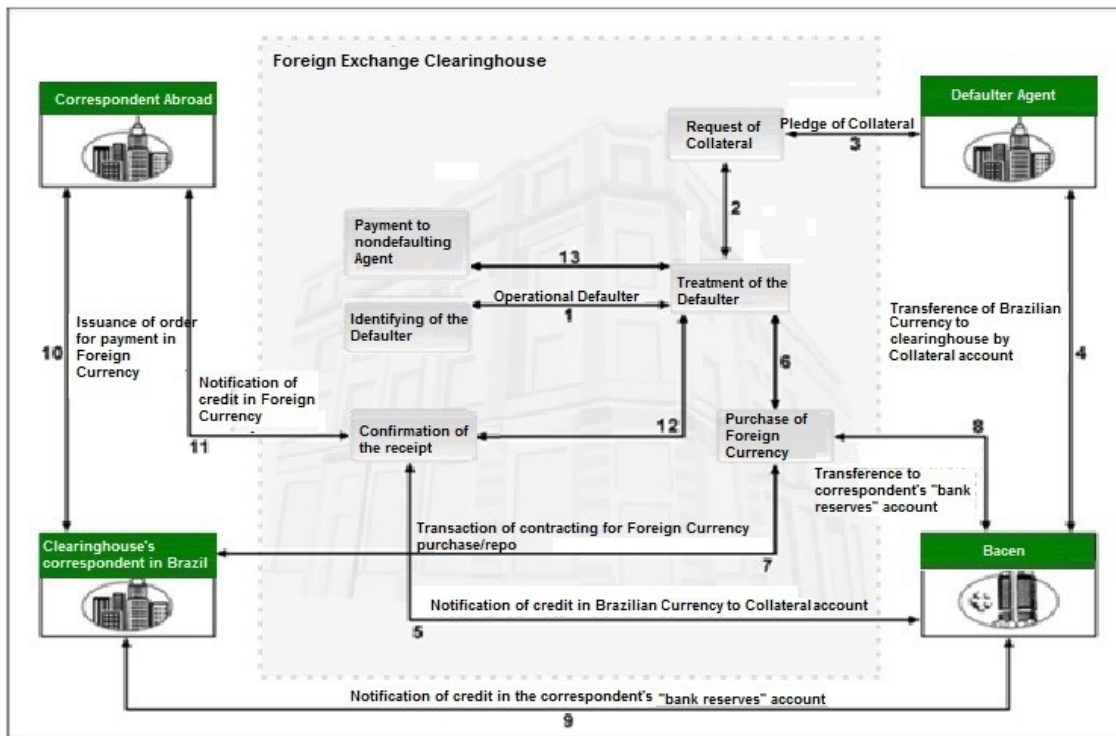 Foreign Exchange Clearinghouse
Correspondent Abroad
Defaulter Agent
Request of
Collateral
Pledge of Collateral
3
2
Payment to
nondefaulting
Agent
13
Treatment of the
Defaulter
Operational Defaulter
1
Identifying of the
Defaulter
Issuance of order
for payment in
Foreign
Currency
10
Transference of Brazilian
Currency to
clearinghouse by
Collateral account
4
6
Notification of
credit in Foreign
Currency
11
Confirmation of
the receipt
12
Purchase of
Foreign
Currency
8
Transference to
correspondent's "bank
reserves" account
Transaction of contracting for Foreign Currency
purchase/repo
7
Clearinghouse's
correspondent in Brazil
Bacen
Notification of credit in Brazilian Currency to Collateral account
5
Notification of credit in the correspondent's "bank reserves" account
9